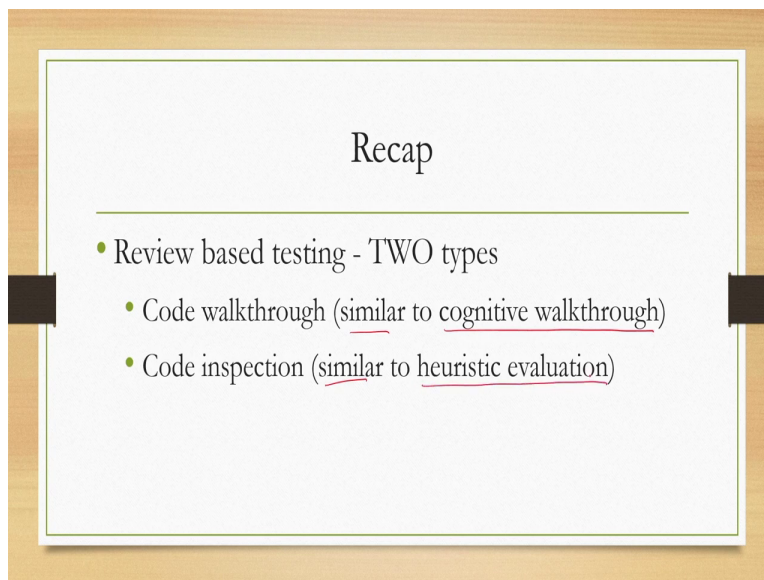 Recap
Review based testing - TWO types
Code walkthrough (similar to cognitive walkthrough)
Code inspection (similar to heuristic evaluation)